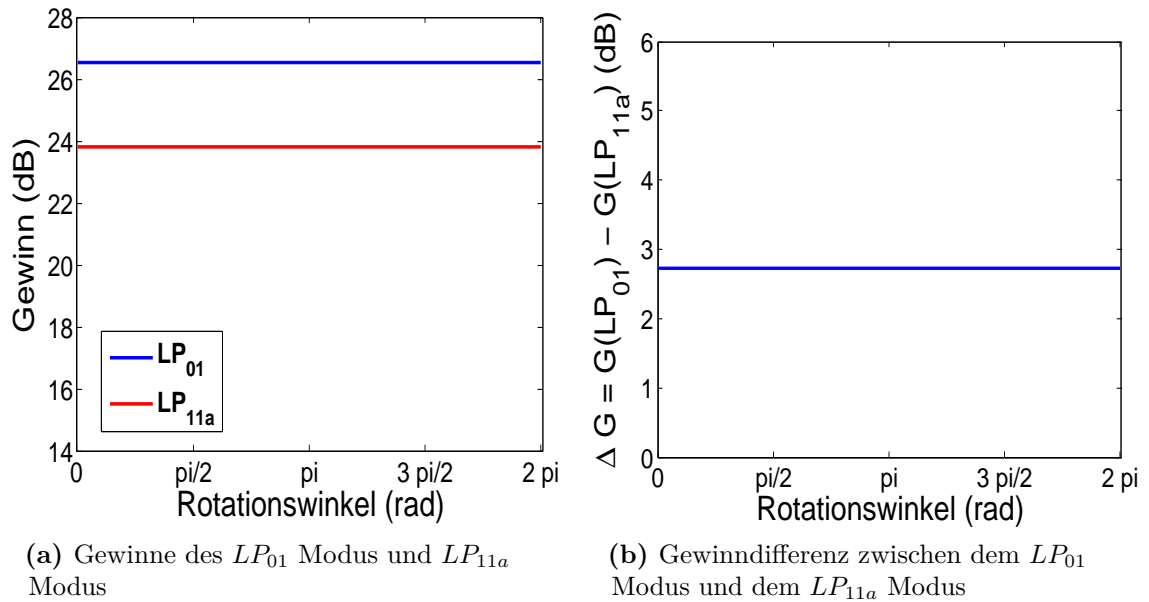 28
26
24
22
20
18
16
14
Gewinn (dB)
LP01
LP11a
0 pi/2 pi 3 pi/2 2 pi
Rotationswinkel (rad)
6
5
4
3
2
1
0
Δ G = G(LP01) − G(LP11a) (dB)
0 pi/2 pi 3 pi/2 2 pi
Rotationswinkel (rad)
(a) Gewinne des LP01 Modus und LP11a
Modus
(b) Gewinndifferenz zwischen dem LP01
Modus und dem LP11a Modus